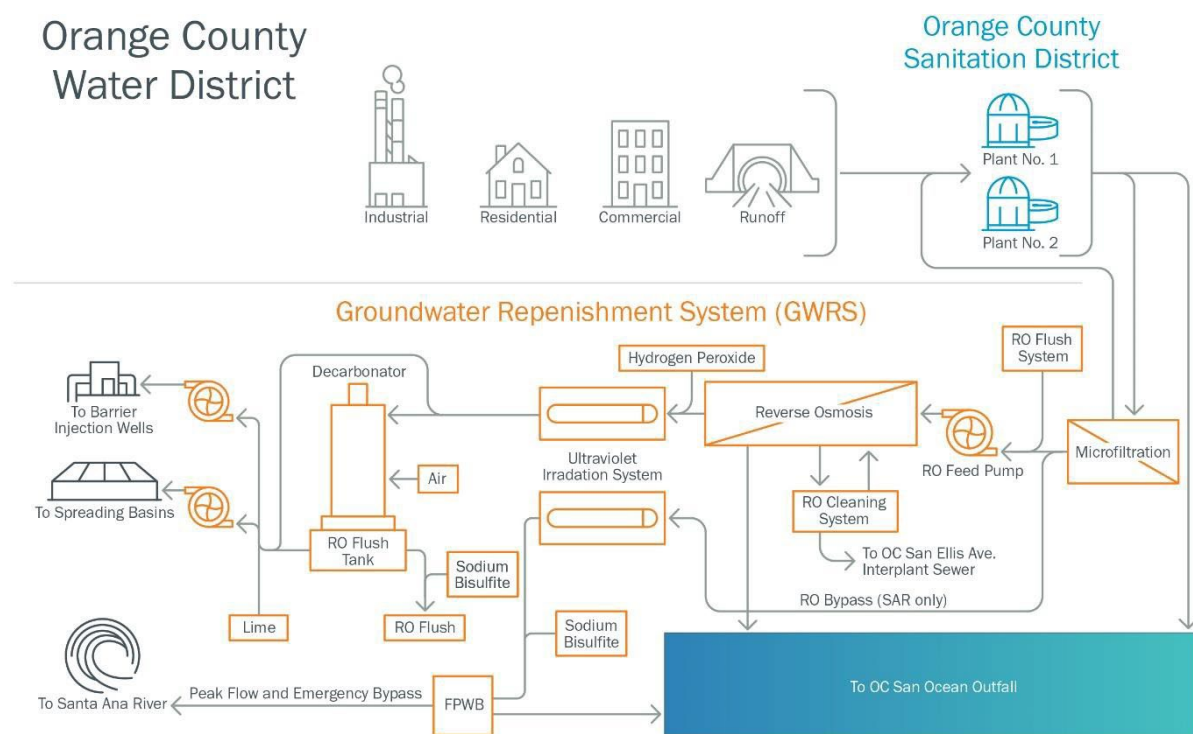 Orange County
Water District
Orange County
Sanitation District
Industrial
Residential
Commercial
Runoff
Plant No. 1
Plant No. 2
Groundwater Repenishment System (GWRS)
Hydrogen Peroxide
RO Flush
System
Decarbonator
To Barrier
Injection Wells
Reverse Osmosis
RO Feed Pump
Microfiltration
Ultraviolet
Irradation System
Air
To Spreading Basins
RO Cleaning
System
RO Flush
Tank
Sodium
Bisulfite
To OC San Ellis Ave.
Interplant Sewer
RO Bypass (SAR only)
Lime
RO Flush
Sodium
Bisulfite
To Santa Ana River
Peak Flow and Emergency Bypass
FPWB
To OC San Ocean Outfall